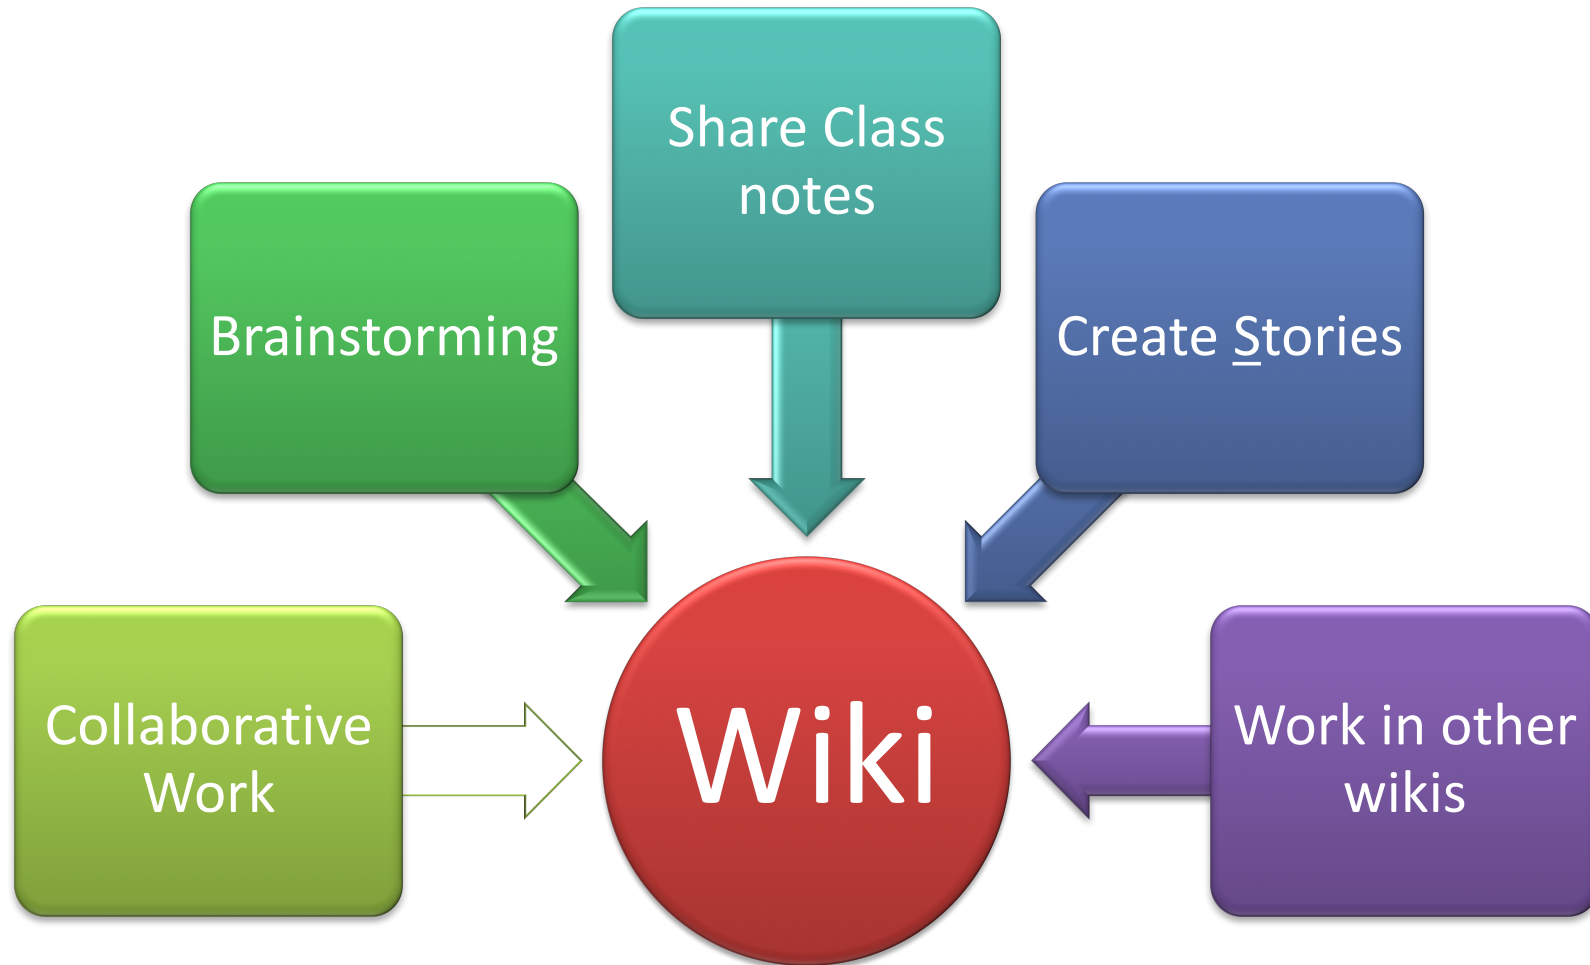 Share Class
notes
Brainstorming
Create Stories
Collaborative
Work
Wiki
Work in other
wikis